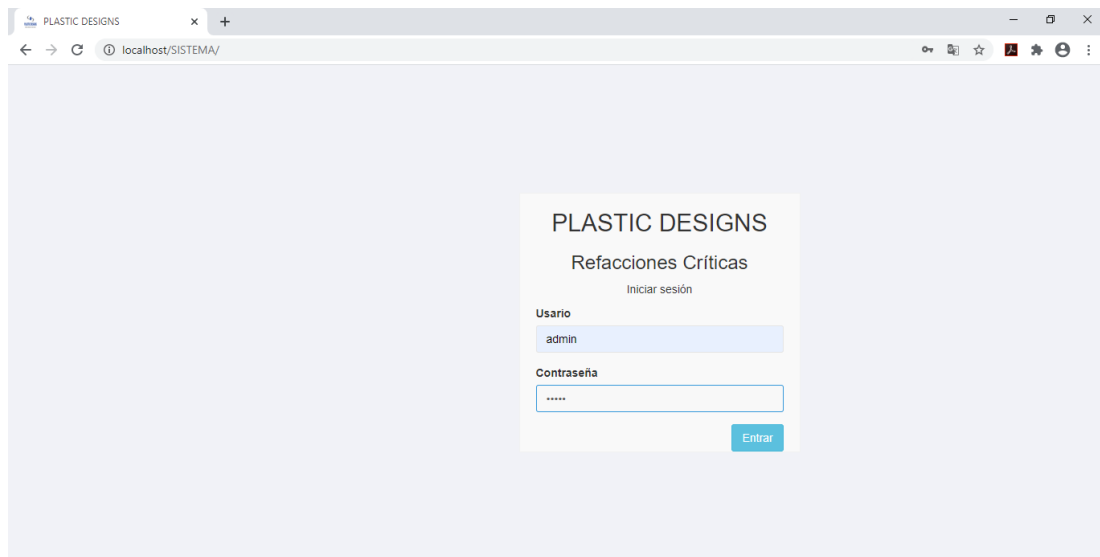 PLASTIC DESIGNS
localhost/SISTEMA/
PLASTIC DESIGNS
Refacciones Críticas
Iniciar sesión
Usario
admin
Contraseña
•••••
Entrar